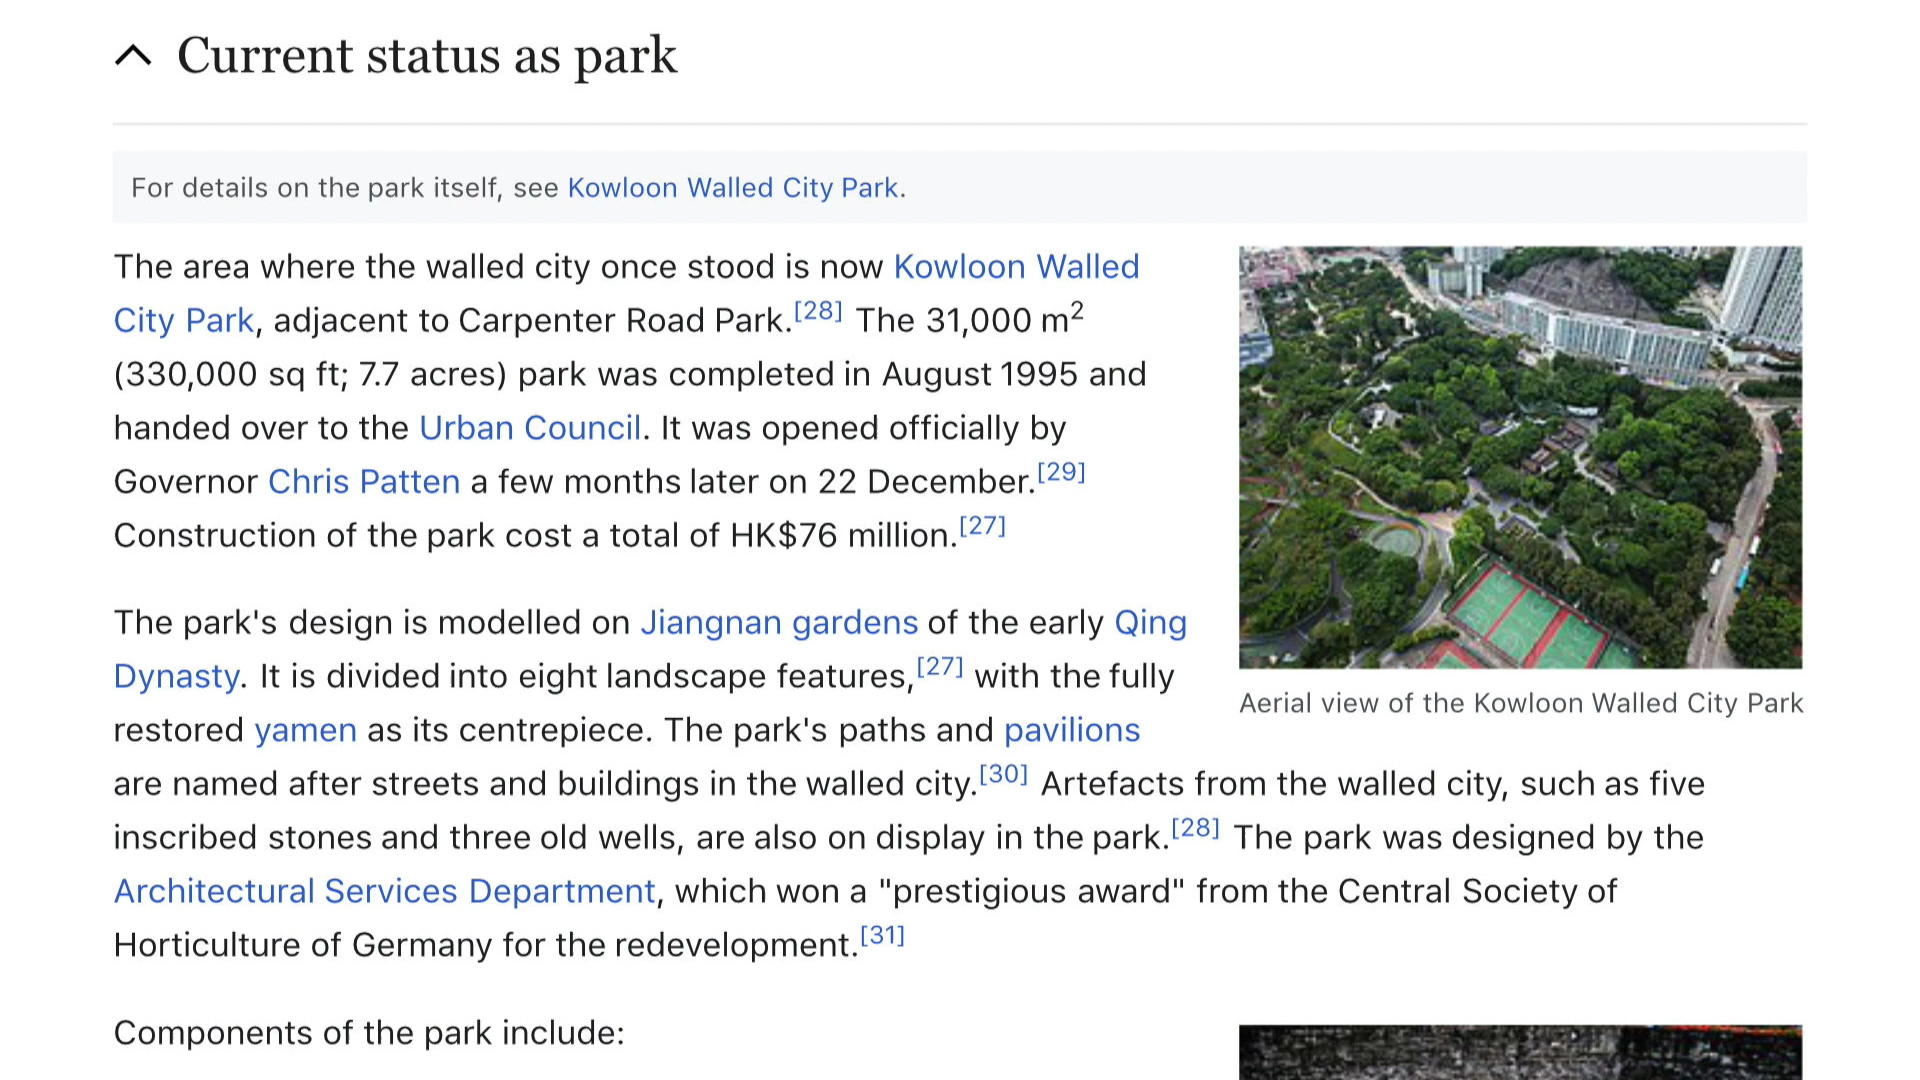 Current status as park
For details on the park itself, see Kowloon Walled City Park.
The area where the walled city once stood is now Kowloon Walled
City Park, adjacent to Carpenter Road Park.[28] The 31,000 m2
(330,000 sq ft; 7.7 acres) park was completed in August 1995 and
handed over to the Urban Council. It was opened officially by
Governor Chris Patten a few months later on 22 December.[29]
Construction of the park cost a total of HK$76 million.[27]
The park's design is modelled on Jiangnan gardens of the early Qing
Dynasty. It is divided into eight landscape features,[27] with the fully
restored yamen as its centrepiece. The park's paths and pavilions
are named after streets and buildings in the walled city.[30] Artefacts from the walled city, such as five
inscribed stones and three old wells, are also on display in the park.[28] The park was designed by the
Architectural Services Department, which won a "prestigious award" from the Central Society of
Horticulture of Germany for the redevelopment.[31]
Aerial view of the Kowloon Walled City Park
Components of the park include: